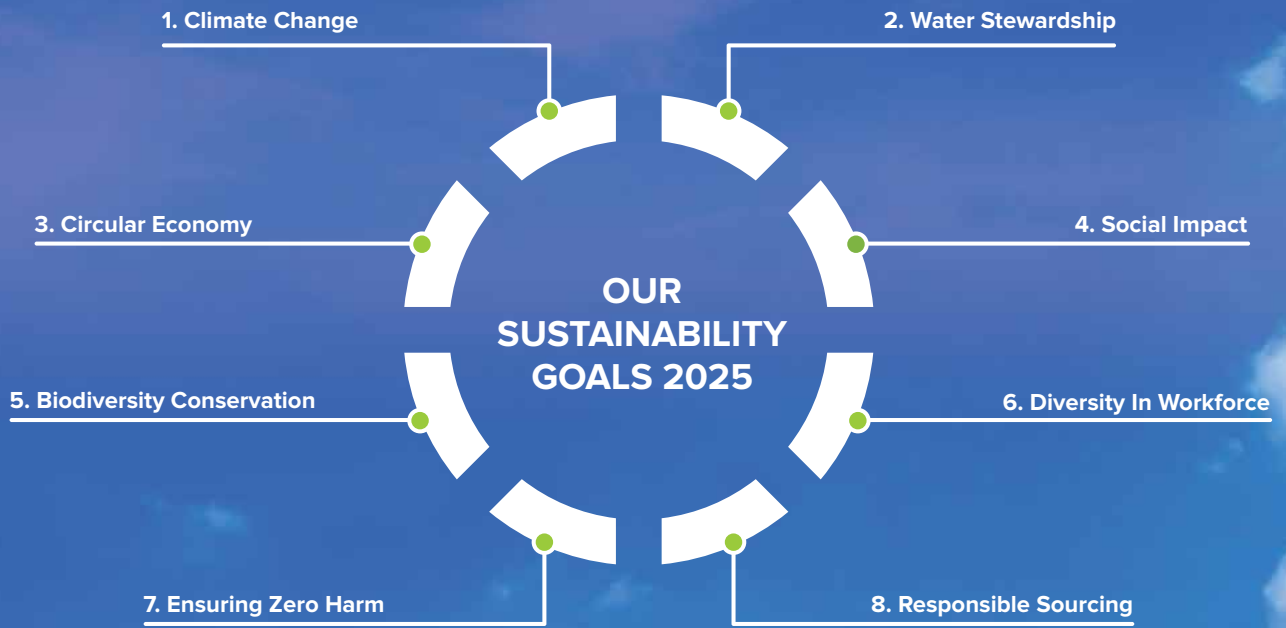 1. Climate Change
2. Water Stewardship
3. Circular Economy
4. Social Impact
OUR
SUSTAINABILITY
GOALS 2025
5. Biodiversity Conservation
6. Diversity In Workforce
7. Ensuring Zero Harm
8. Responsible Sourcing